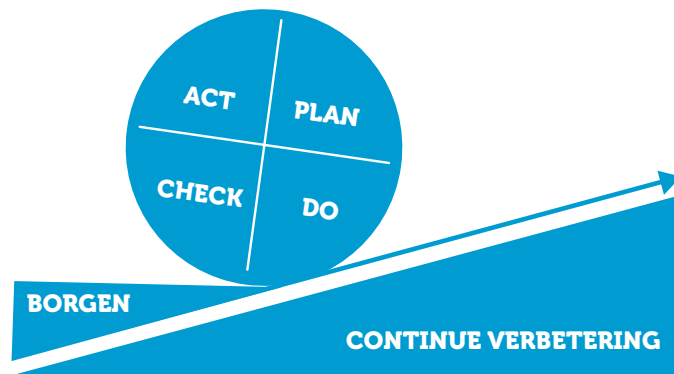 ACT
PLAN
CHECK
DO
BORGEN
CONTINUE VERBETERING